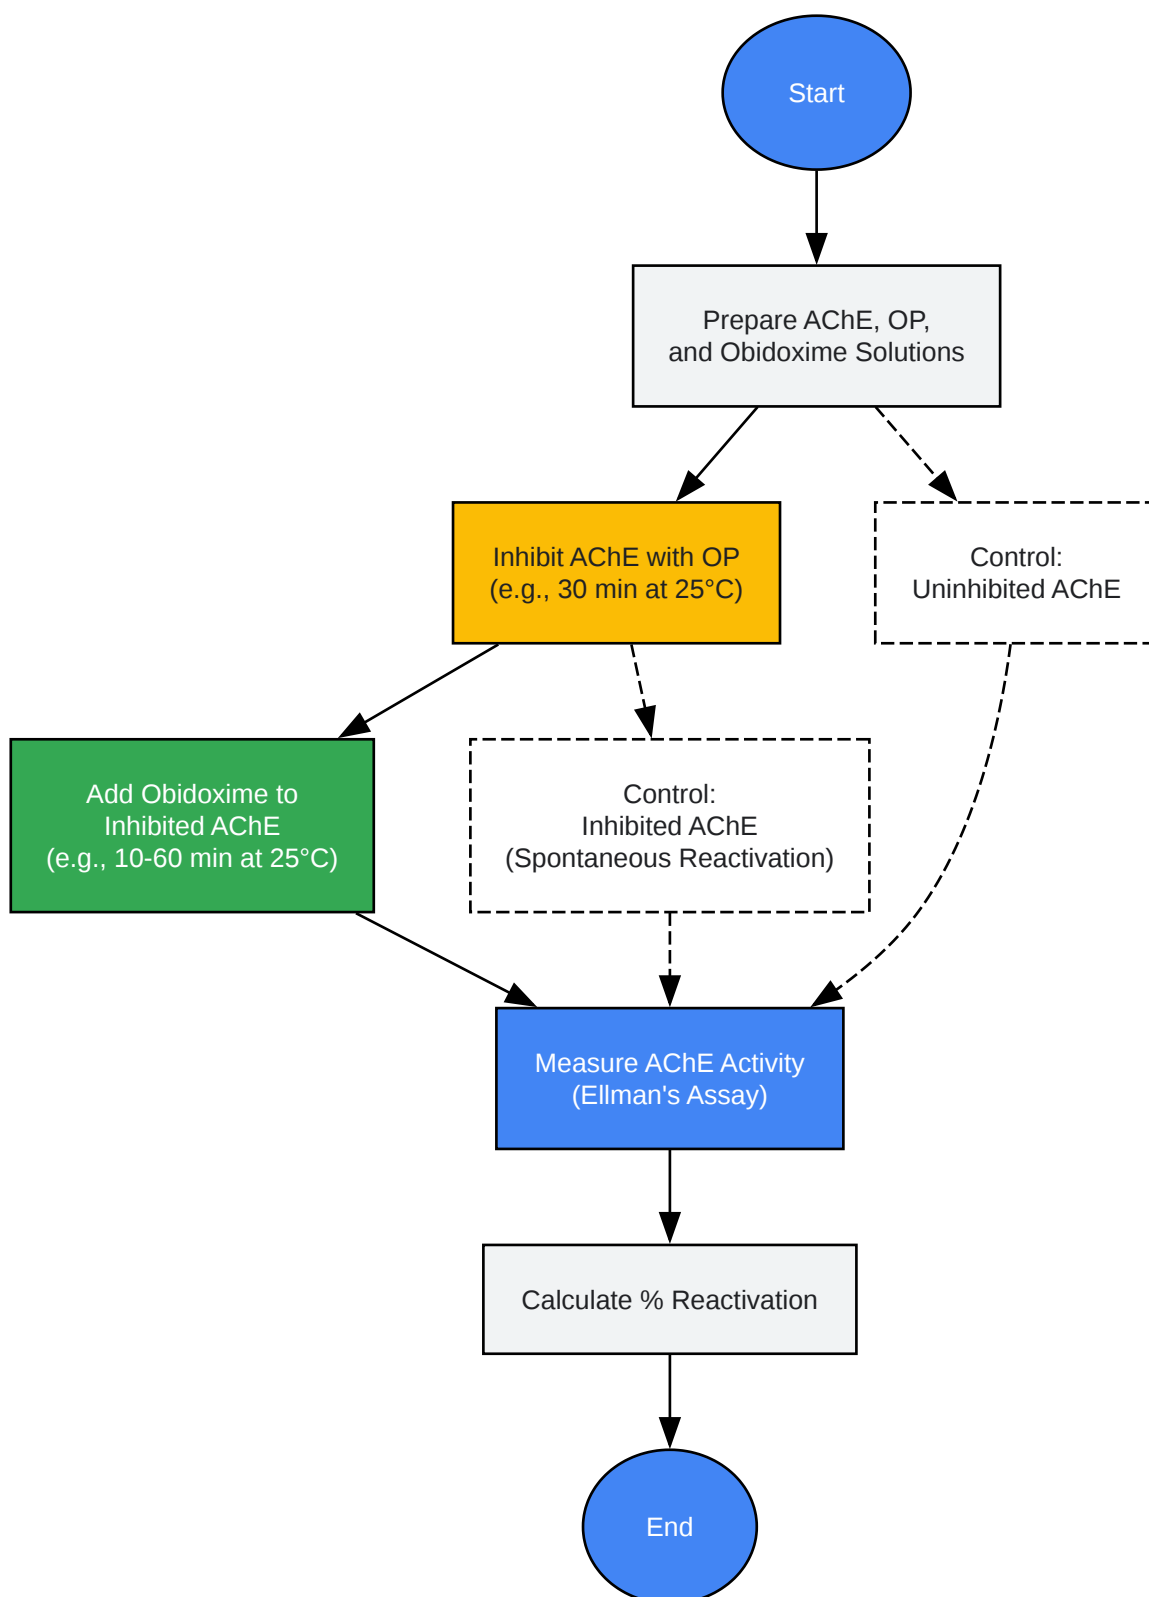 Start
Prepare AChE, OP,
and Obidoxime Solutions
Inhibit AChE with OP
(e.g., 30 min at 25°C)
Control:
Uninhibited AChE
Add Obidoxime to
Inhibited AChE
(e.g., 10-60 min at 25°C)
Control:
Inhibited AChE
(Spontaneous Reactivation)
Measure AChE Activity
(Ellman's Assay)
Calculate % Reactivation
End